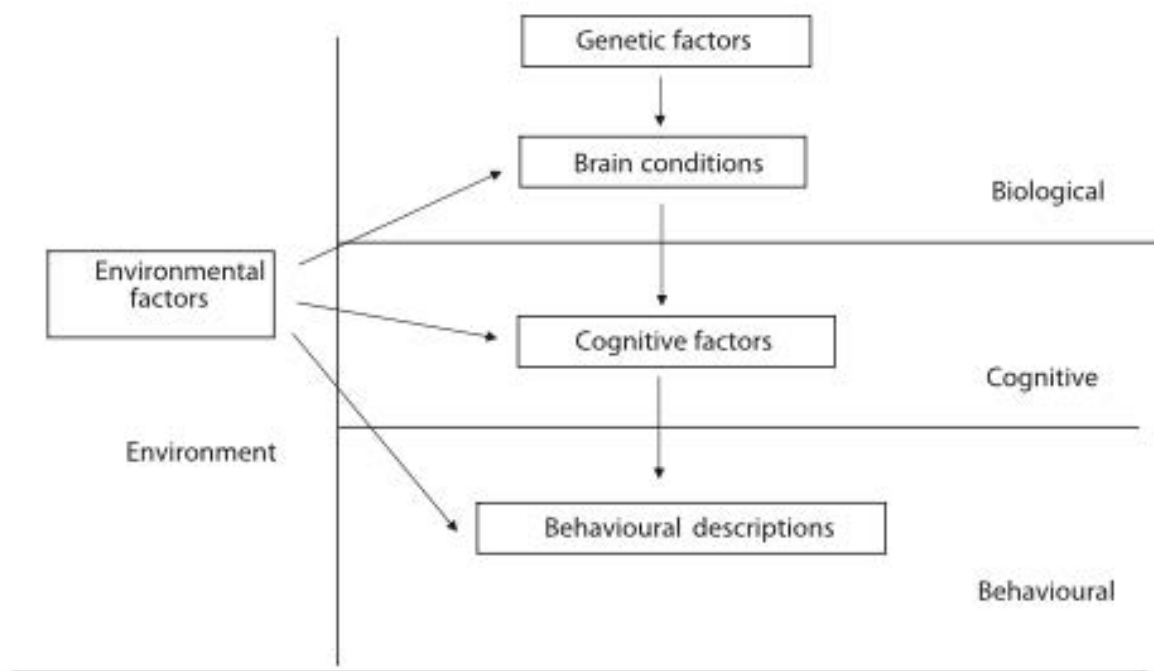 Genetic factors
Brain conditions
Biological
Environmental
factors
Cognitive factors
Cognitive
Environment
Behavioural descriptions
Behavioural